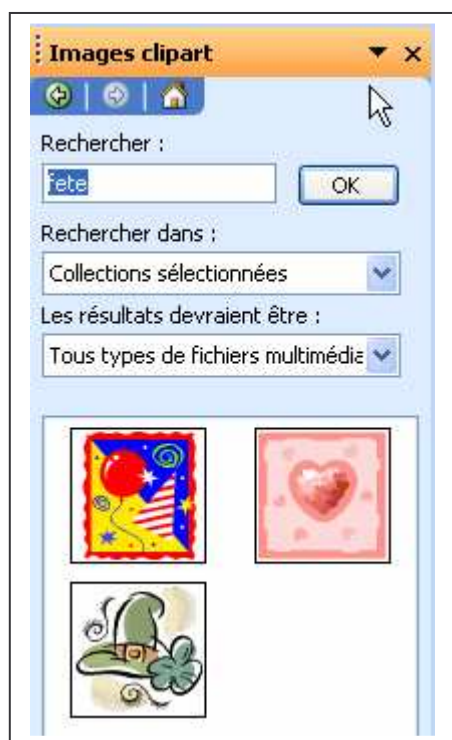 Images clipart
Rechercher :
fete
OK
Rechercher dans :
Collections sélectionnées
Les résultats devraient être :
Tous types de fichiers multimédia